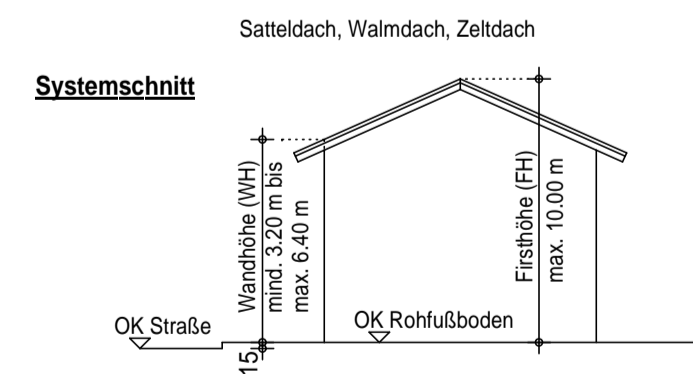 Satteldach, Walmdach, Zeltdach
Systemschnitt
Wandhöhe (WH)
mind. 3.20 m bis
max. 6.40 m
Firsthöhe (FH)
max. 10.00 m
OK Straße
OK Rohfußboden
15